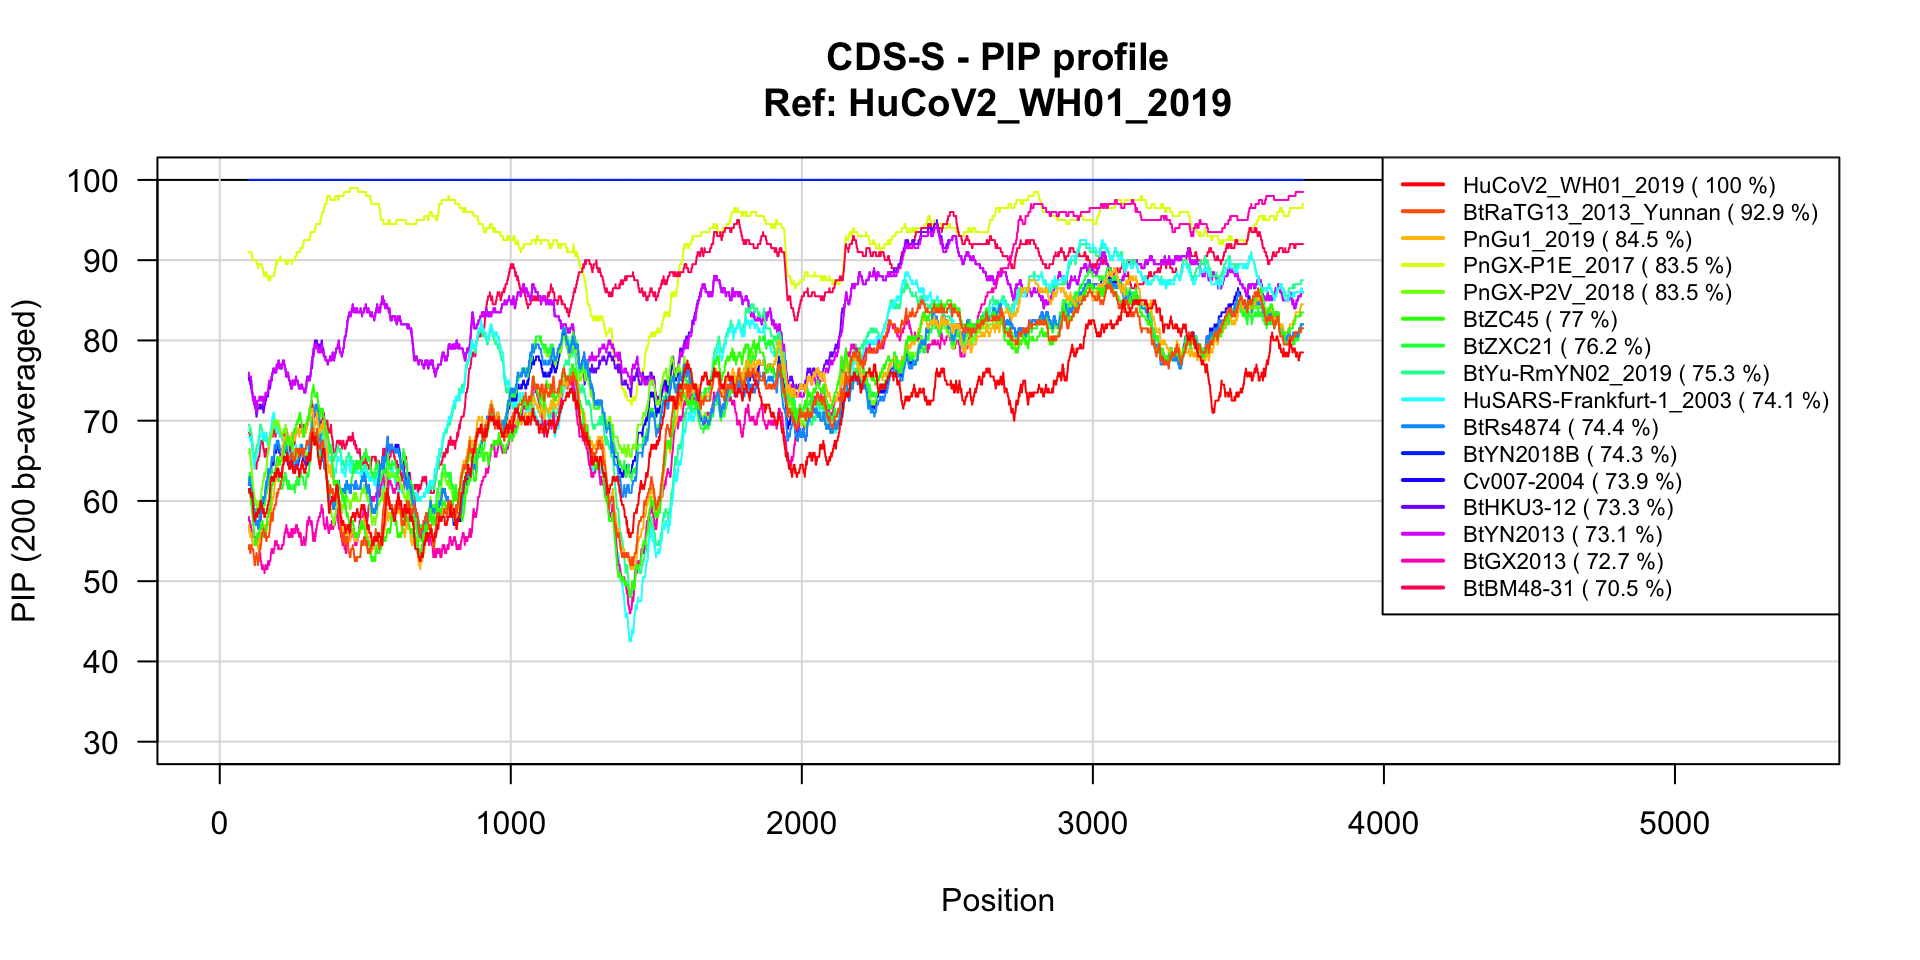 CDS-S - PIP profile
Ref: HuCoV2_WH01_2019
PIP (200 bp-averaged)
100
90
80
70
60
50
40
30
HuCoV2_WH01_2019 ( 100 %)
BtRaTG13_2013_Yunnan ( 92.9 %)
PnGu1_2019 ( 84.5 %)
PnGX-P1E_2017 ( 83.5 %)
PnGX-P2V_2018 ( 83.5 %)
BtZC45 ( 77 %)
BtZXC21 ( 76.2 %)
BtYu-RmYN02_2019 ( 75.3 %)
HuSARS-Frankfurt-1_2003 ( 74.1 %)
BtRs4874 ( 74.4 %)
BtYN2018B ( 74.3 %)
Cv007-2004 ( 73.9 %)
BtHKU3-12 ( 73.3 %)
BtYN2013 ( 73.1 %)
BtGX2013 ( 72.7 %)
BtBM48-31 ( 70.5 %)
0 1000 2000 3000 4000 5000
Position